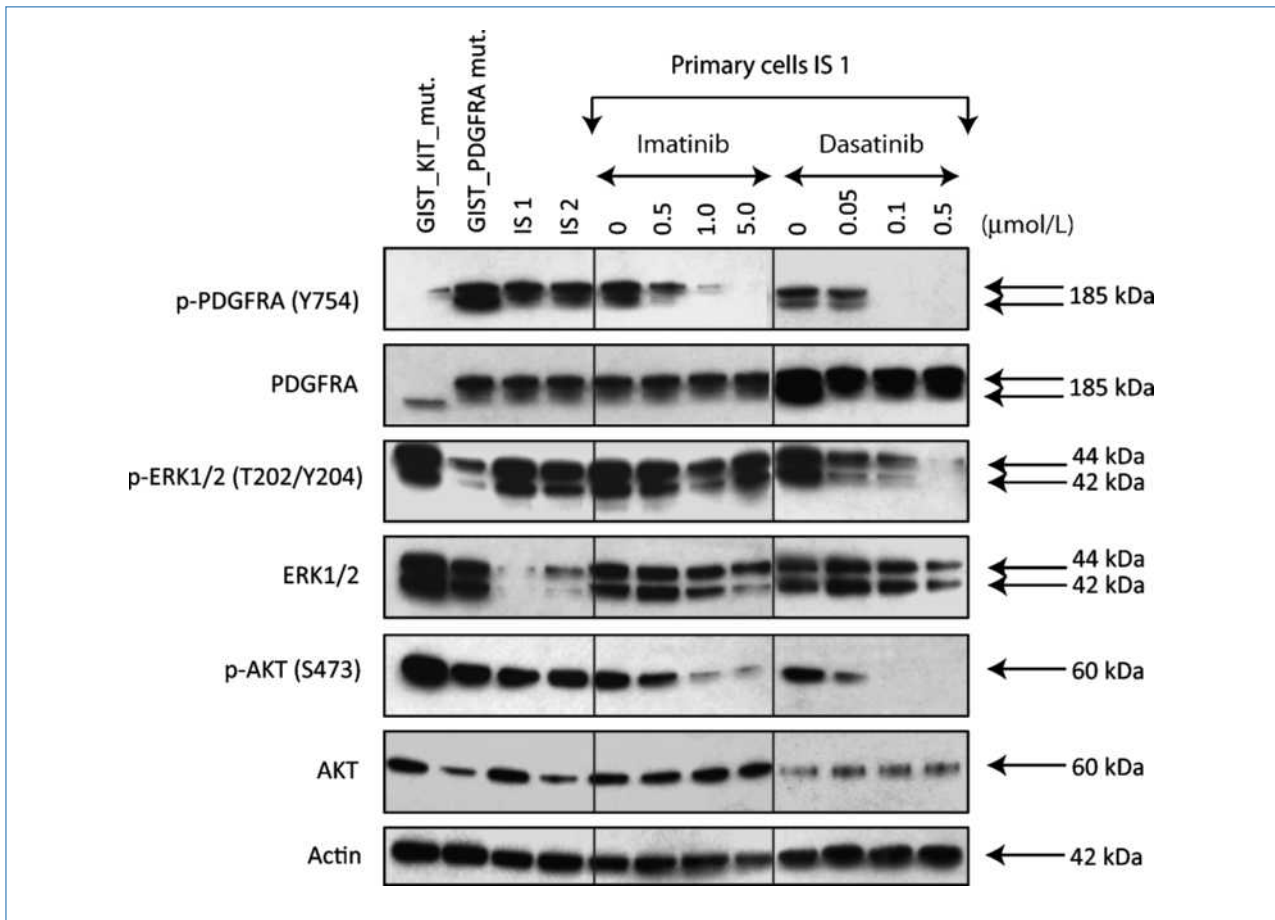 Primary cells IS 1
GIST_KIT_mut.
GIST_PDGFRA mut.
IS 1
IS 2
Imatinib
Dasatinib
0
0.5
1.0
5.0
0
0.05
0.1
0.5
(μmol/L)
p-PDGFRA (Y754)
185 kDa
PDGFRA
185 kDa
p-ERK1/2 (T202/Y204)
44 kDa
42 kDa
ERK1/2
44 kDa
42 kDa
p-AKT (S473)
60 kDa
AKT
60 kDa
Actin
42 kDa